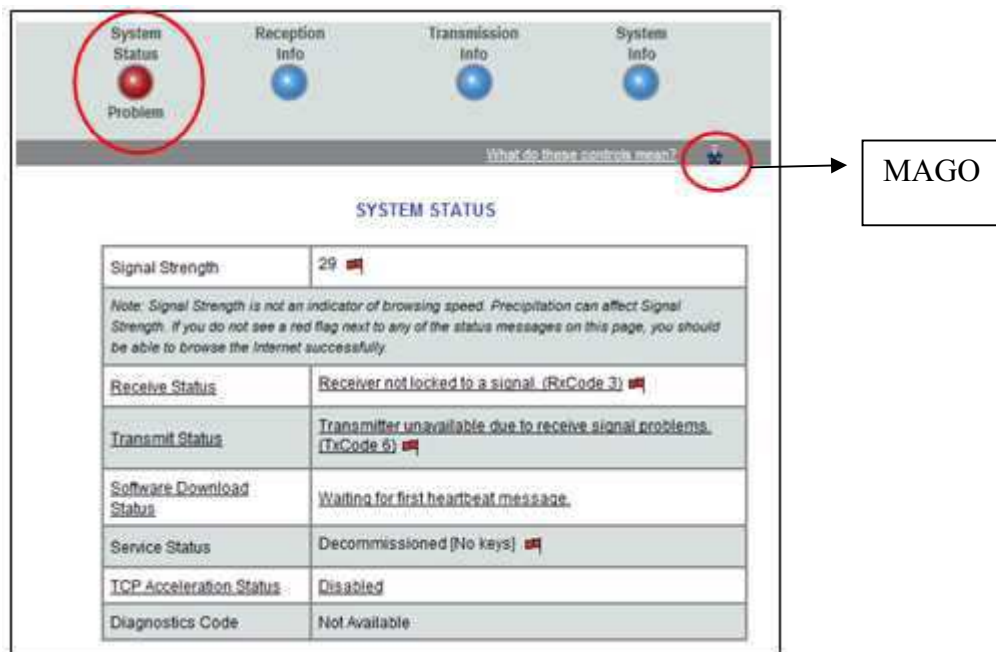 System
Status
Problem
Reception
Info
Transmission
Info
System
Info
What do these controls mean?
MAGO
SYSTEM STATUS
Signal Strength
29
Note: Signal Strength is not an indicator of browsing speed. Precipitation can affect Signal
Strength. If you do not see a red flag next to any of the status messages on this page, you should
be able to browse the Internet successfully.
Receive Status
Receiver not locked to a signal. (RxCode 3)
Transmit Status
Transmitter unavailable due to receive signal problems.
(TxCode 6)
Software Download
Status
Waiting for first heartbeat message.
Service Status
Decommissioned [No keys]
TCP Acceleration Status
Disabled
Diagnostics Code
Not Available